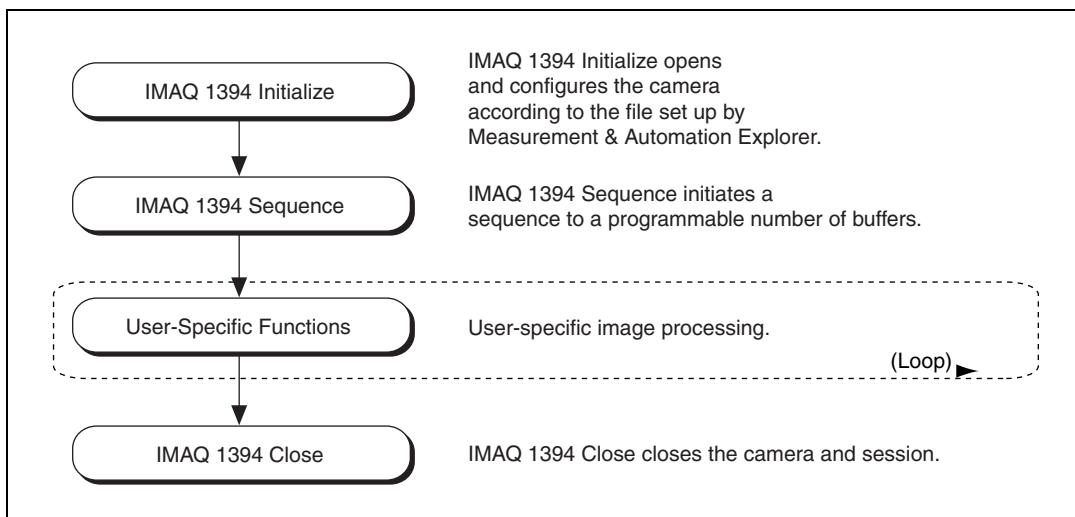 IMAQ 1394 Initialize
IMAQ 1394 Initialize opens
and configures the camera
according to the file set up by
Measurement & Automation Explorer.
IMAQ 1394 Sequence
IMAQ 1394 Sequence initiates a
sequence to a programmable number of buffers.
User-Specific Functions
User-specific image processing.
(Loop)
IMAQ 1394 Close
IMAQ 1394 Close closes the camera and session.